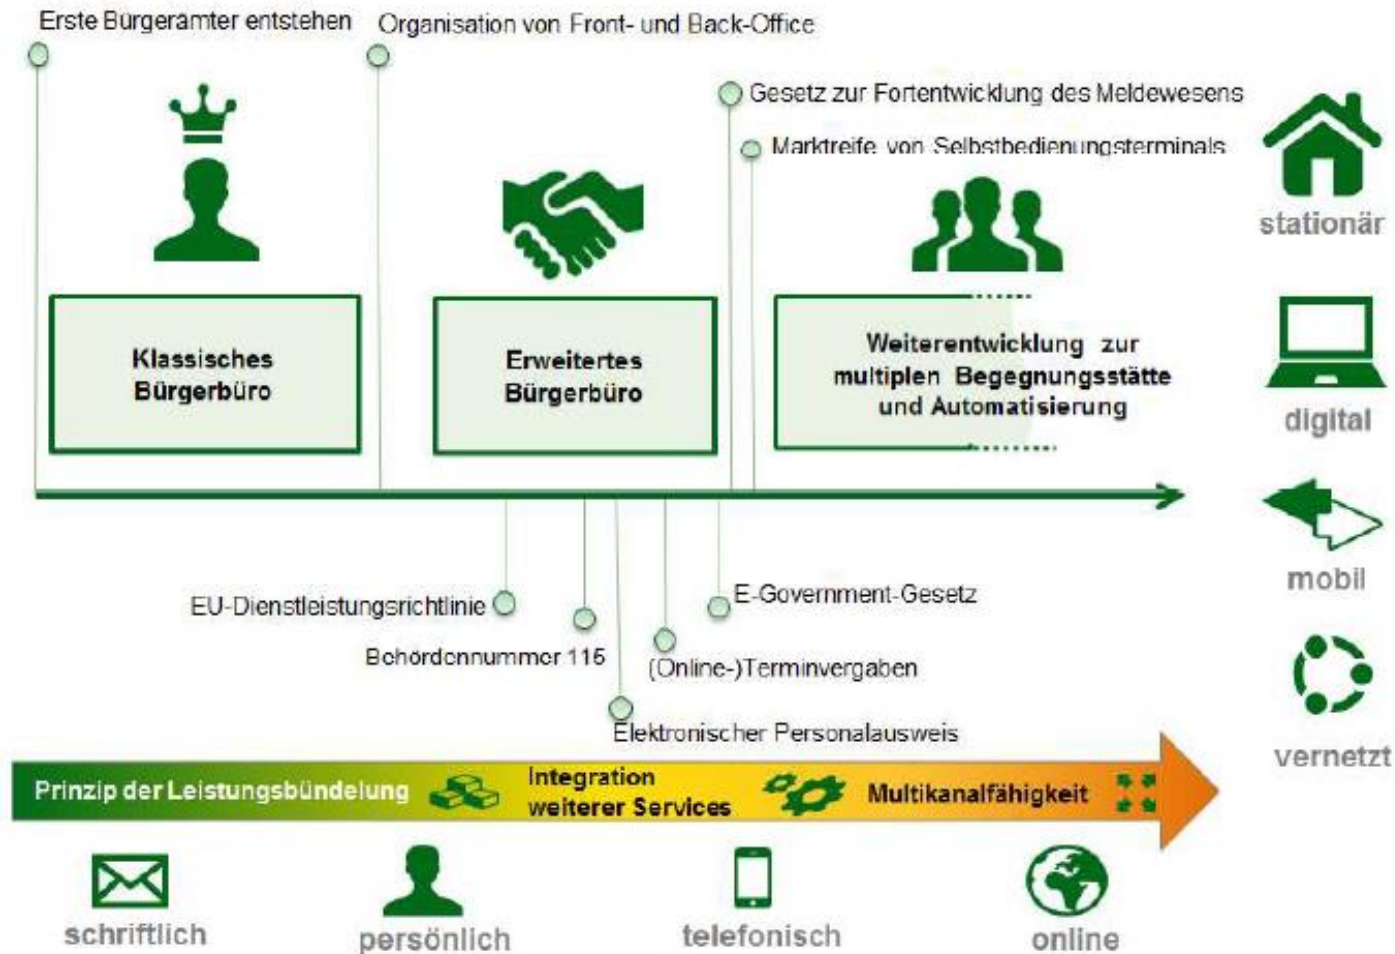 Erste Bürgerämter entstehen
Organisation von Front- und Back-Office
Gesetz zur Fortentwicklung des Meldewesens
Marktreife von Selbstbedienungsterminals
stationär
Klassisches
Bürgerbüro
Erweitertes
Bürgerbüro
Weiterentwicklung zur
multiplen Begegnungsstätte
und Automatisierung
digital
mobil
EU-Dienstleistungsrichtlinie
E-Government-Gesetz
Behördennummer 115
(Online-)Terminvergaben
Elektronischer Personalausweis
vernetzt
Prinzip der Leistungsbündelung
Integration
weiterer Services
Multikanalfähigkeit
schriftlich
persönlich
telefonisch
online